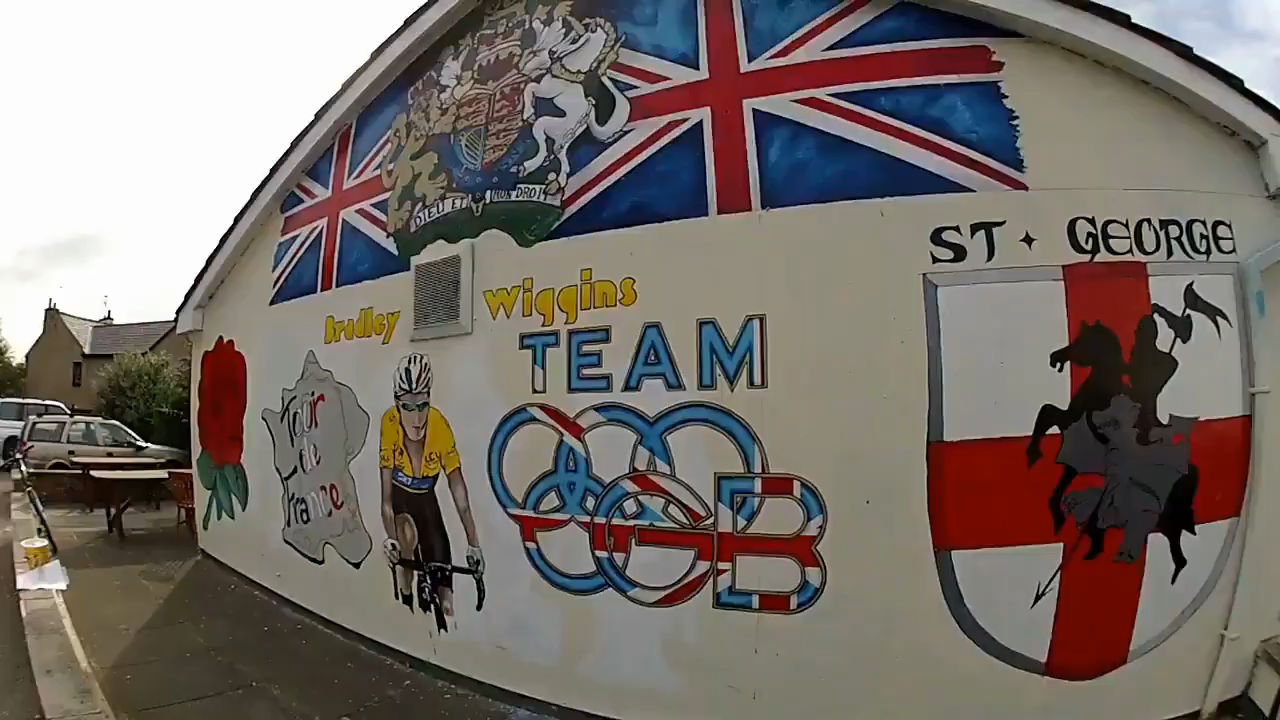 DIEU ET MON DROIT
Bradley Wiggins
TEAM
GB
Tour
de
France
ST · GEORGE